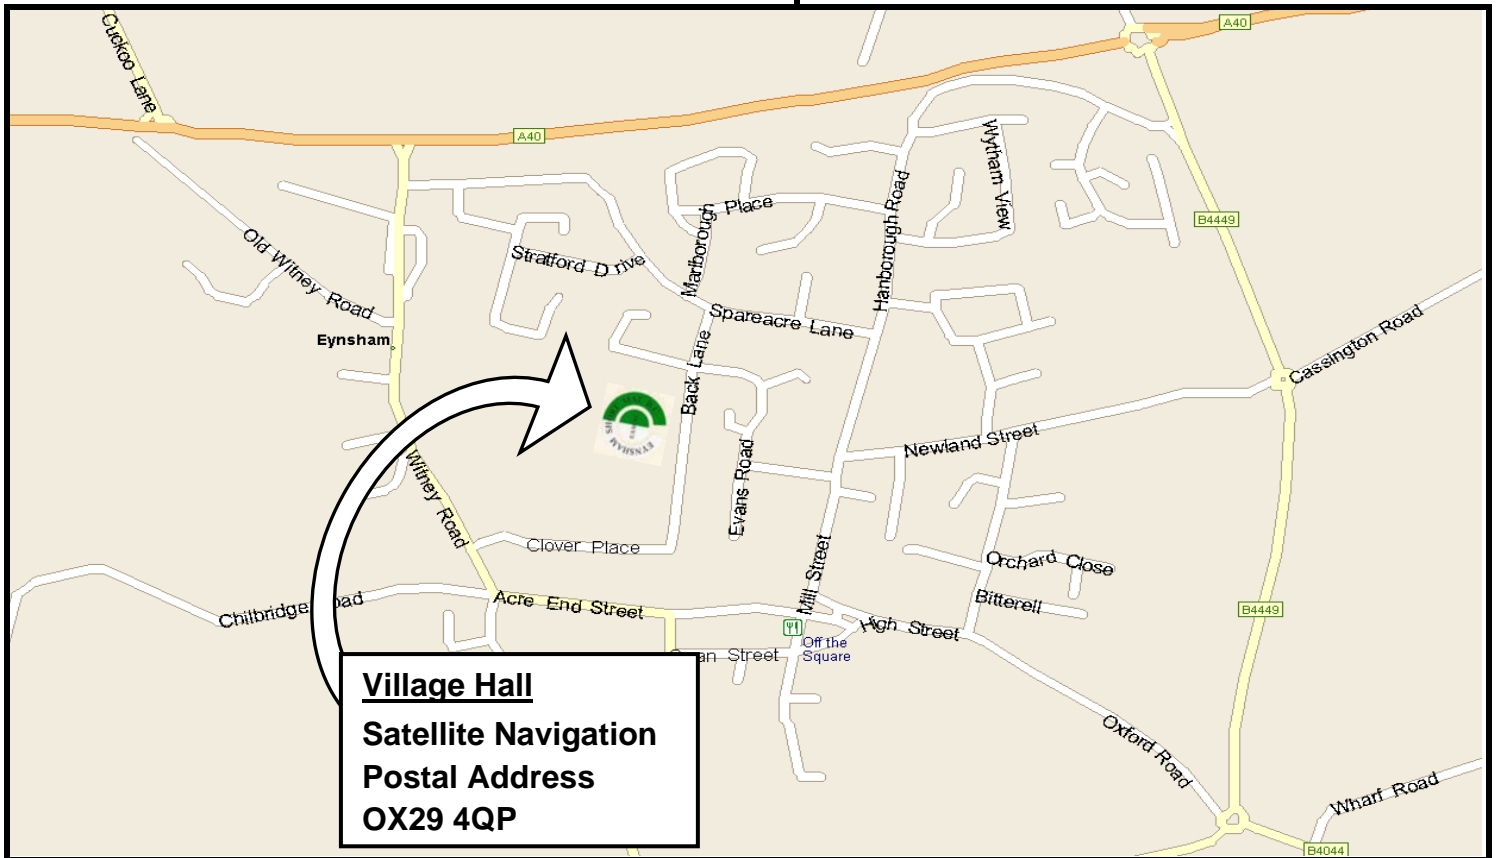 Cuckoo Lane
A40
A40
Wytham View
Hanborough Road
Marlborough
Place
B4449
Old Witney Road
Stratford Drive
Spareacre Lane
Eynsham
Back Lane
Cassington Road
EYNSHAM
Newland Street
Witney Road
Evans Road
Clover Place
Mill Street
Orchard Close
Bitterell
Chilbridge oad
Acre End Street
High Street
B4449
an Street
Off the
Square
Village Hall
Satellite Navigation
Postal Address
OX29 4QP
Oxford Road
Wharf Road
B4044